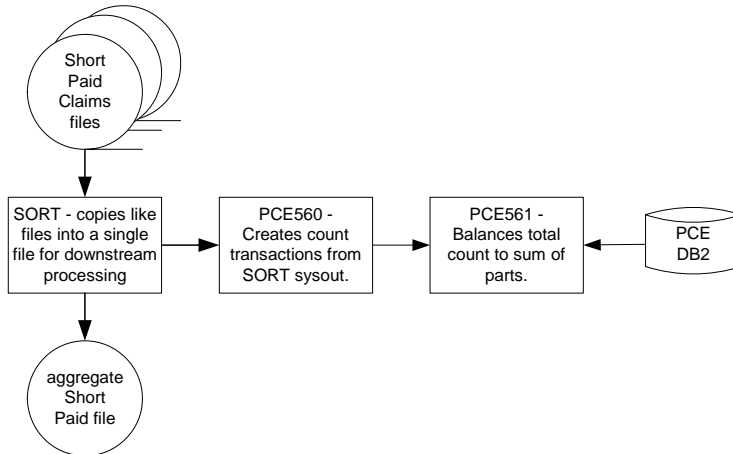 Short
Paid
Claims
files
SORT - copies like
files into a single
file for downstream
processing
PCE560 -
Creates count
transactions from
SORT sysout.
PCE561 -
Balances total
count to sum of
parts.
PCE
DB2
aggregate
Short
Paid file